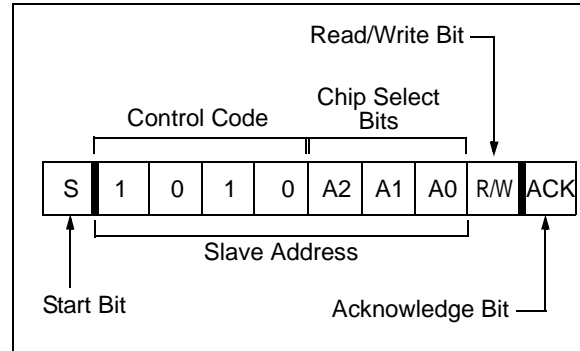 Read/Write Bit
Chip Select
Bits
Control Code
S 1 0 1 0 A2 A1 A0 R/W ACK
Slave Address
Start Bit
Acknowledge Bit